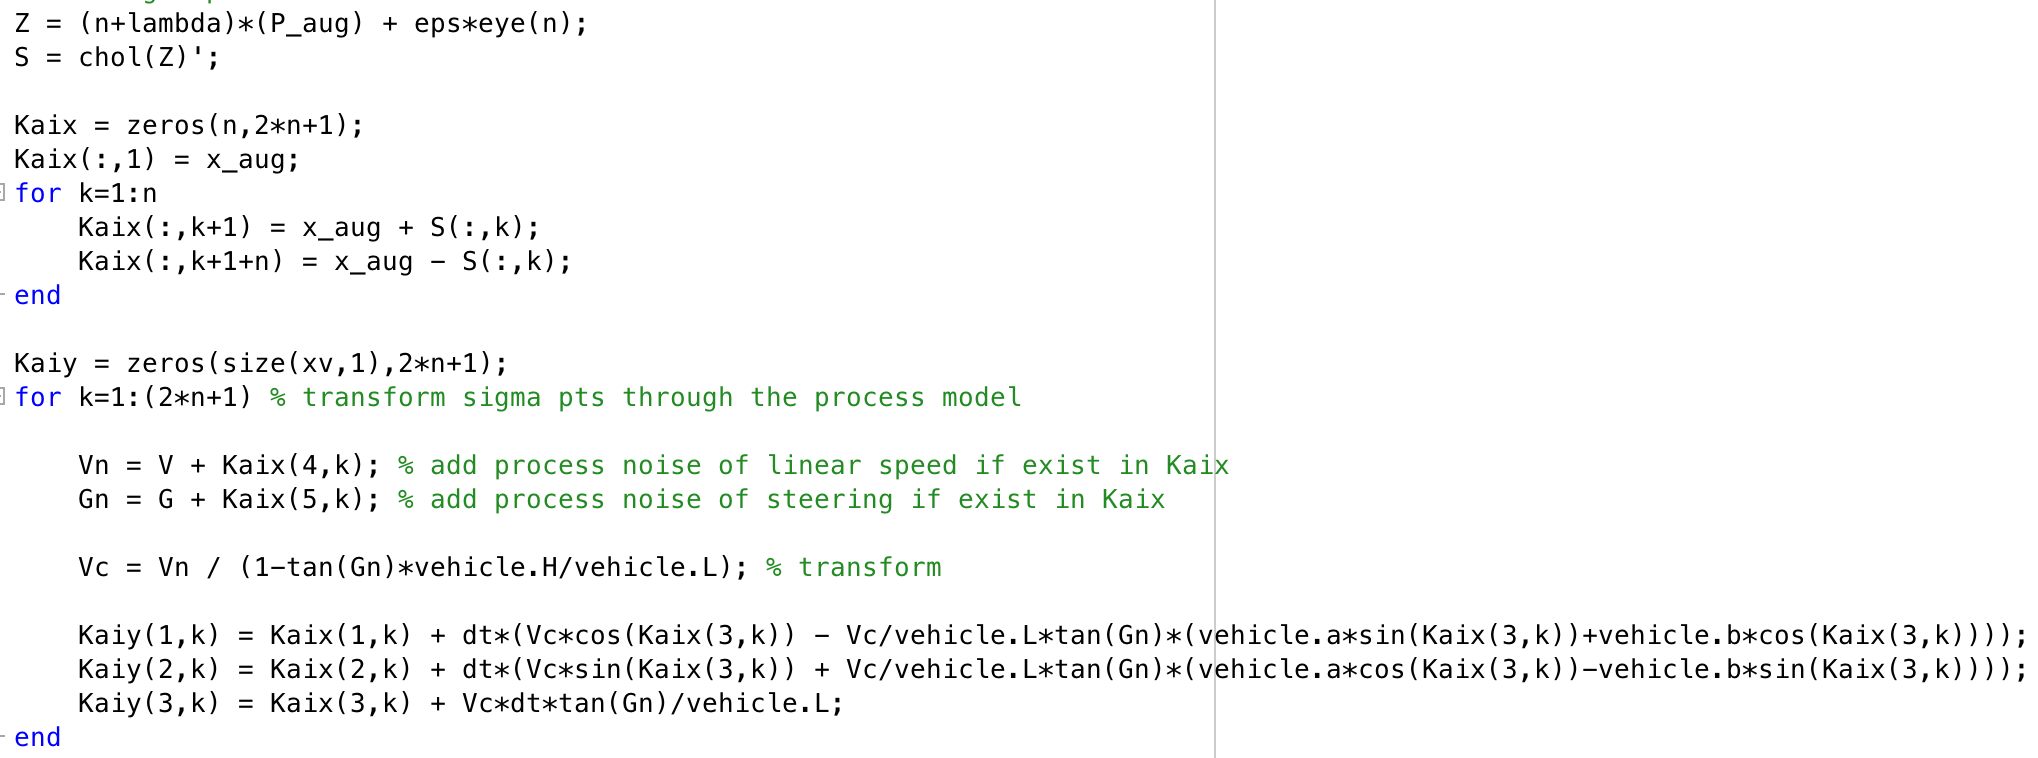 Z = (n+lambda)*(P_aug) + eps*eye(n);
S = chol(Z)';
Kaix = zeros(n,2*n+1);
Kaix(:,1) = x_aug;
for k=1:n
    Kaix(:,k+1) = x_aug + S(:,k);
    Kaix(:,k+1+n) = x_aug - S(:,k);
end
Kaiy = zeros(size(xv,1),2*n+1);
for k=1:(2*n+1) % transform sigma pts through the process model
    Vn = V + Kaix(4,k); % add process noise of linear speed if exist in Kaix
    Gn = G + Kaix(5,k); % add process noise of steering if exist in Kaix
    Vc = Vn / (1-tan(Gn)*vehicle.H/vehicle.L); % transform
    Kaiy(1,k) = Kaix(1,k) + dt*(Vc*cos(Kaix(3,k)) - Vc/vehicle.L*tan(Gn)*(vehicle.a*sin(Kaix(3,k))+vehicle.b*cos(Kaix(3,k))));
    Kaiy(2,k) = Kaix(2,k) + dt*(Vc*sin(Kaix(3,k)) + Vc/vehicle.L*tan(Gn)*(vehicle.a*cos(Kaix(3,k))-vehicle.b*sin(Kaix(3,k))));
    Kaiy(3,k) = Kaix(3,k) + Vc*dt*tan(Gn)/vehicle.L;
end